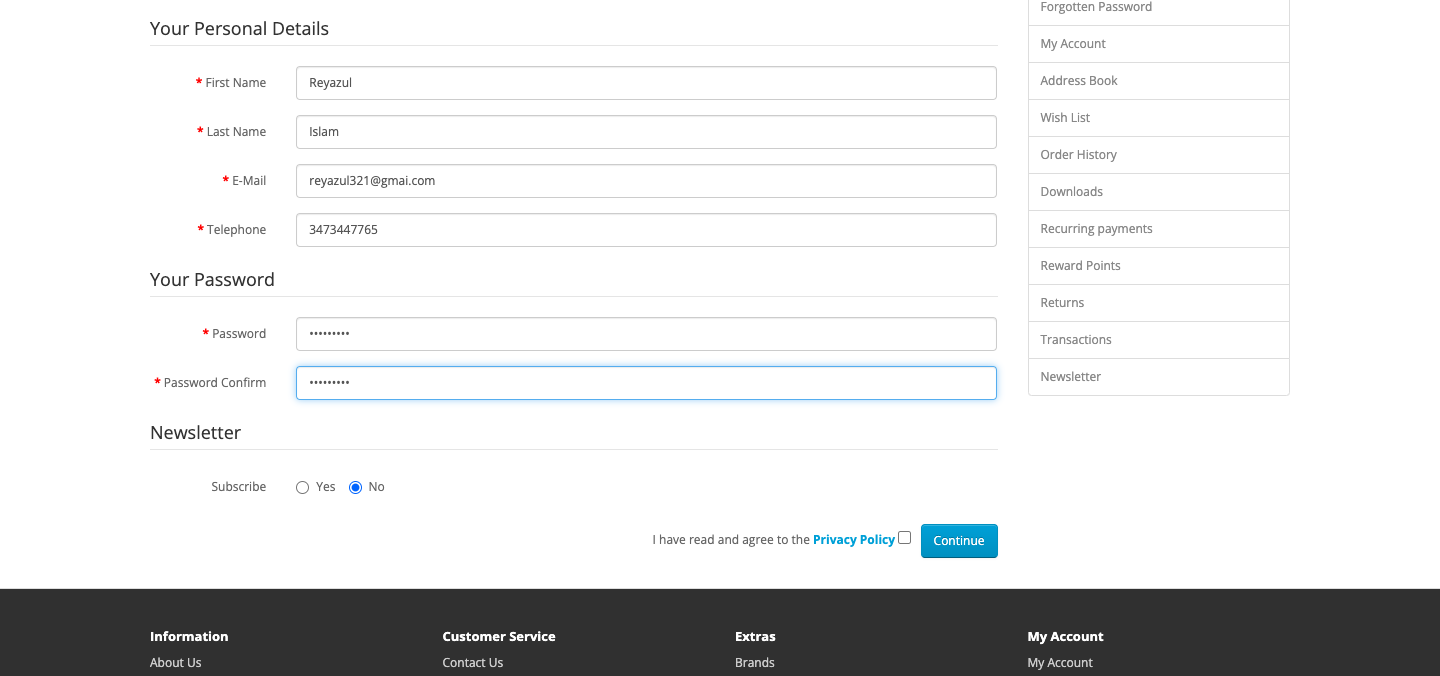 Your Personal Details
* First Name
Reyazul
* Last Name
Islam
* E-Mail
reyazul321@gmai.com
* Telephone
3473447765
Your Password
* Password
•••••••••
* Password Confirm
•••••••••
Newsletter
Subscribe Yes No
I have read and agree to the Privacy Policy Continue
Forgotten Password
My Account
Address Book
Wish List
Order History
Downloads
Recurring payments
Reward Points
Returns
Transactions
Newsletter
Information
About Us
Customer Service
Contact Us
Extras
Brands
My Account
My Account